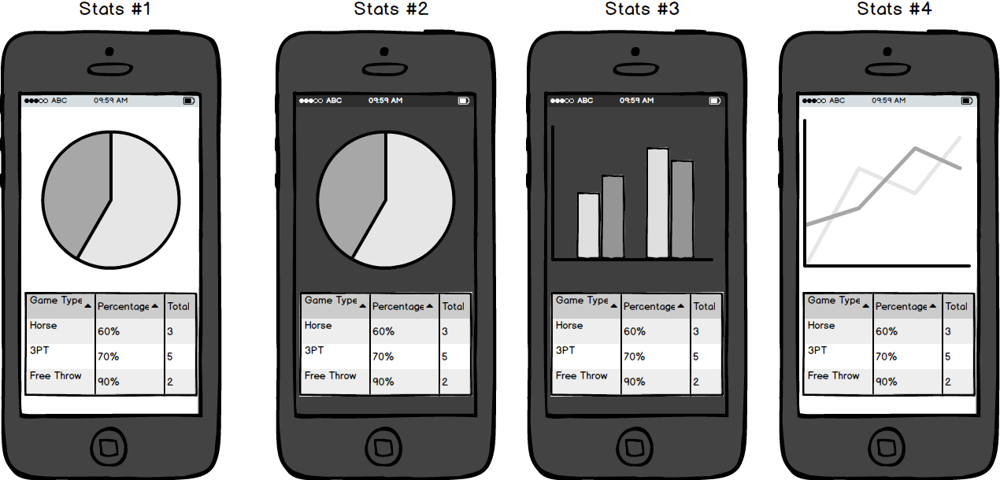 Stats #1
ABC 09:59 AM
Game Type Percentage Total
Horse 60% 3
3PT 70% 5
Free Throw 90% 2
Stats #2
ABC 09:59 AM
Game Type Percentage Total
Horse 60% 3
3PT 70% 5
Free Throw 90% 2
Stats #3
ABC 09:59 AM
Game Type Percentage Total
Horse 60% 3
3PT 70% 5
Free Throw 90% 2
Stats #4
ABC 09:59 AM
Game Type Percentage Total
Horse 60% 3
3PT 70% 5
Free Throw 90% 2